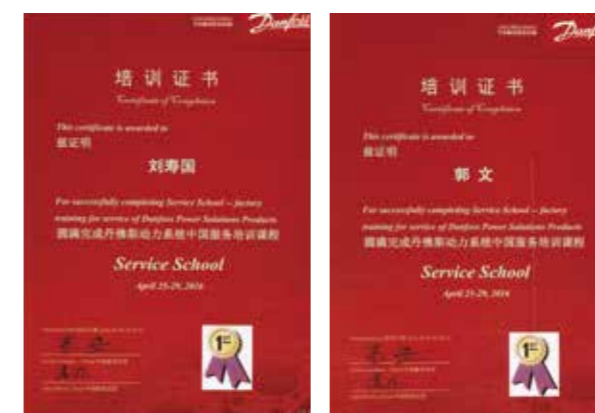 Danfoss
培 训 证 书
Certificate of Completion
This certificate is awarded to
兹证明
刘寿国
For successfully completing Service School – factory
training for service of Danfoss Power Solutions Products
圆满完成丹佛斯动力系统中国服务培训课程
Service School
April 25-29, 2016
1st
培 训 证 书
Certificate of Completion
This certificate is awarded to
兹证明
郭 文
For successfully completing Service School – factory
training for service of Danfoss Power Solutions Products
圆满完成丹佛斯动力系统中国服务培训课程
Service School
April 25-29, 2016
1st